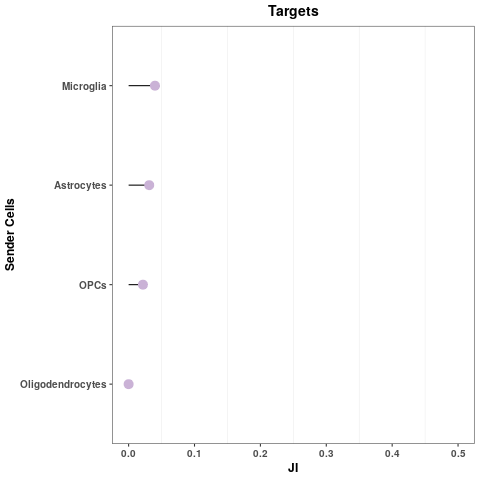 Targets
Microglia
Astrocytes
OPCs
Oligodendrocytes
Sender Cells
0.0 0.1 0.2 0.3 0.4 0.5
JI